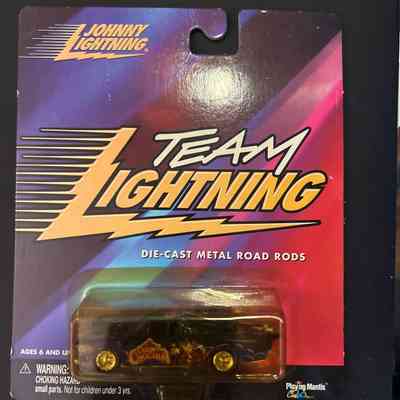 JOHNNY
LIGHTNING
TEAM
LIGHTNING
DIE-CAST METAL ROAD RODS
AGES 6 AND
WARNING:
CHOKING HAZARD
small parts. Not for children under 3 yrs.
Playing Mantis